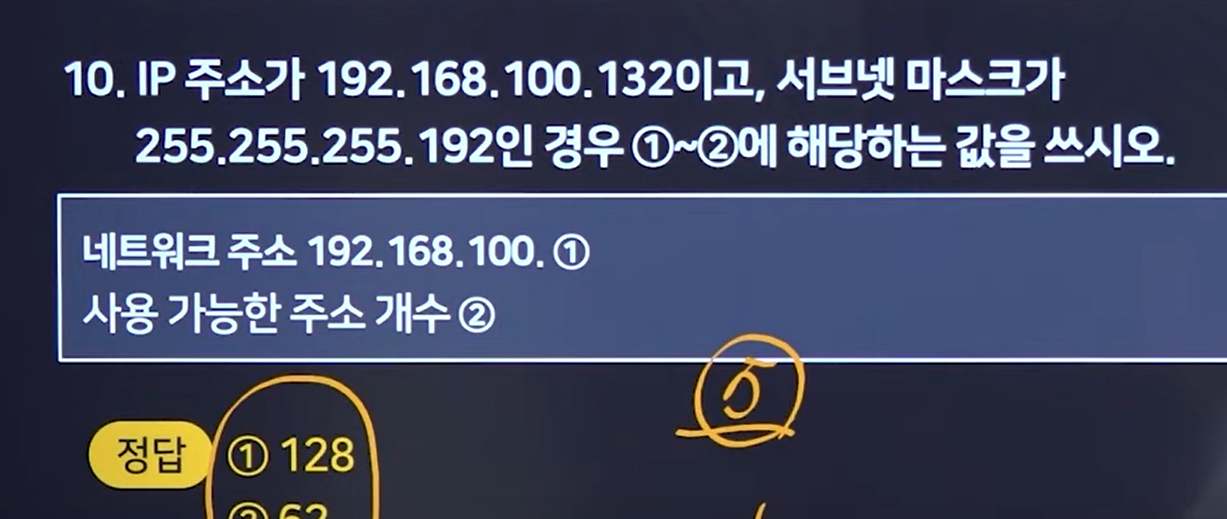 10. IP 주소가 192.168.100.132이고, 서브넷 마스크가
255.255.255.192인 경우 ①~②에 해당하는 값을 쓰시오.
네트워크 주소 192.168.100. ①
사용 가능한 주소 개수 ②
5
정답 ① 128
② 62